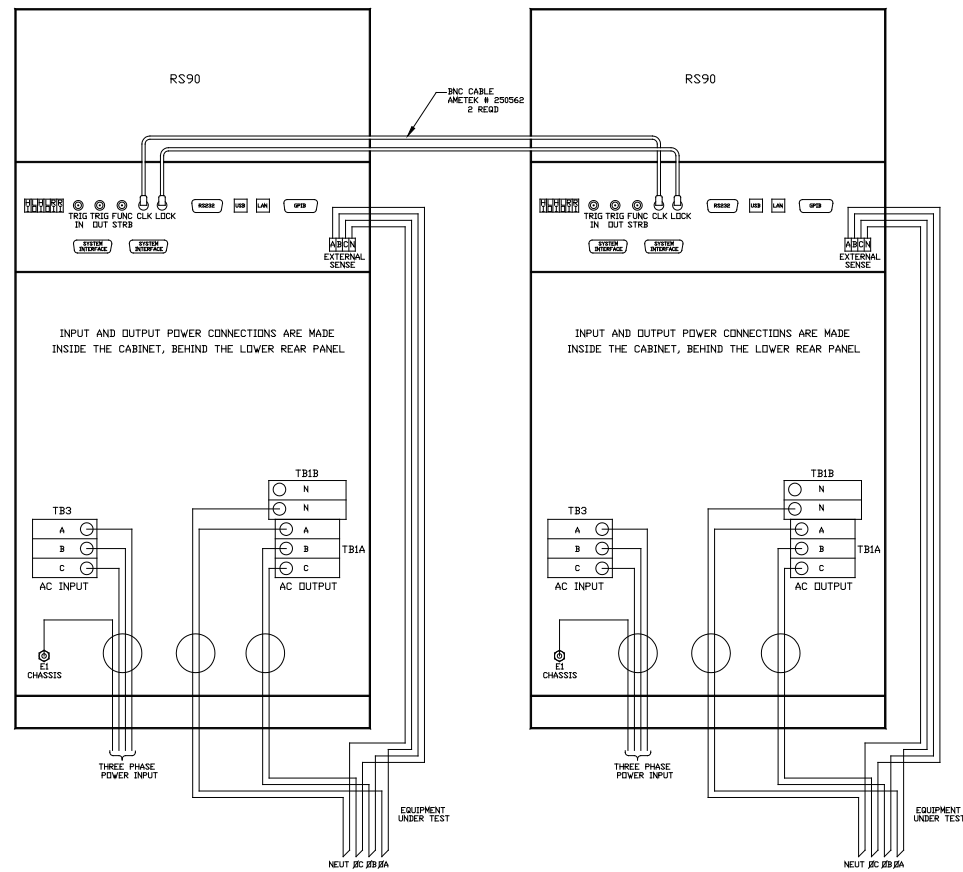 RS90
RS90
BNC CABLE
AMETEK # 250562
2 REQD
TRIG IN
TRIG OUT
FUNC STRB
CLK
LOCK
RS232
USB
LAN
GPIB
SYSTEM INTERFACE
SYSTEM INTERFACE
A B C N
EXTERNAL
SENSE
TRIG IN
TRIG OUT
FUNC STRB
CLK
LOCK
RS232
USB
LAN
GPIB
SYSTEM INTERFACE
SYSTEM INTERFACE
A B C N
EXTERNAL
SENSE
INPUT AND OUTPUT POWER CONNECTIONS ARE MADE
INSIDE THE CABINET, BEHIND THE LOWER REAR PANEL
INPUT AND OUTPUT POWER CONNECTIONS ARE MADE
INSIDE THE CABINET, BEHIND THE LOWER REAR PANEL
TB1B
N
N
TB3
A
B
C
AC INPUT
A
B
C
TB1A
AC OUTPUT
E1
CHASSIS
TB1B
N
N
TB3
A
B
C
AC INPUT
A
B
C
TB1A
AC OUTPUT
E1
CHASSIS
THREE PHASE
POWER INPUT
EQUIPMENT
UNDER TEST
NEUT ØC ØB ØA
THREE PHASE
POWER INPUT
EQUIPMENT
UNDER TEST
NEUT ØC ØB ØA